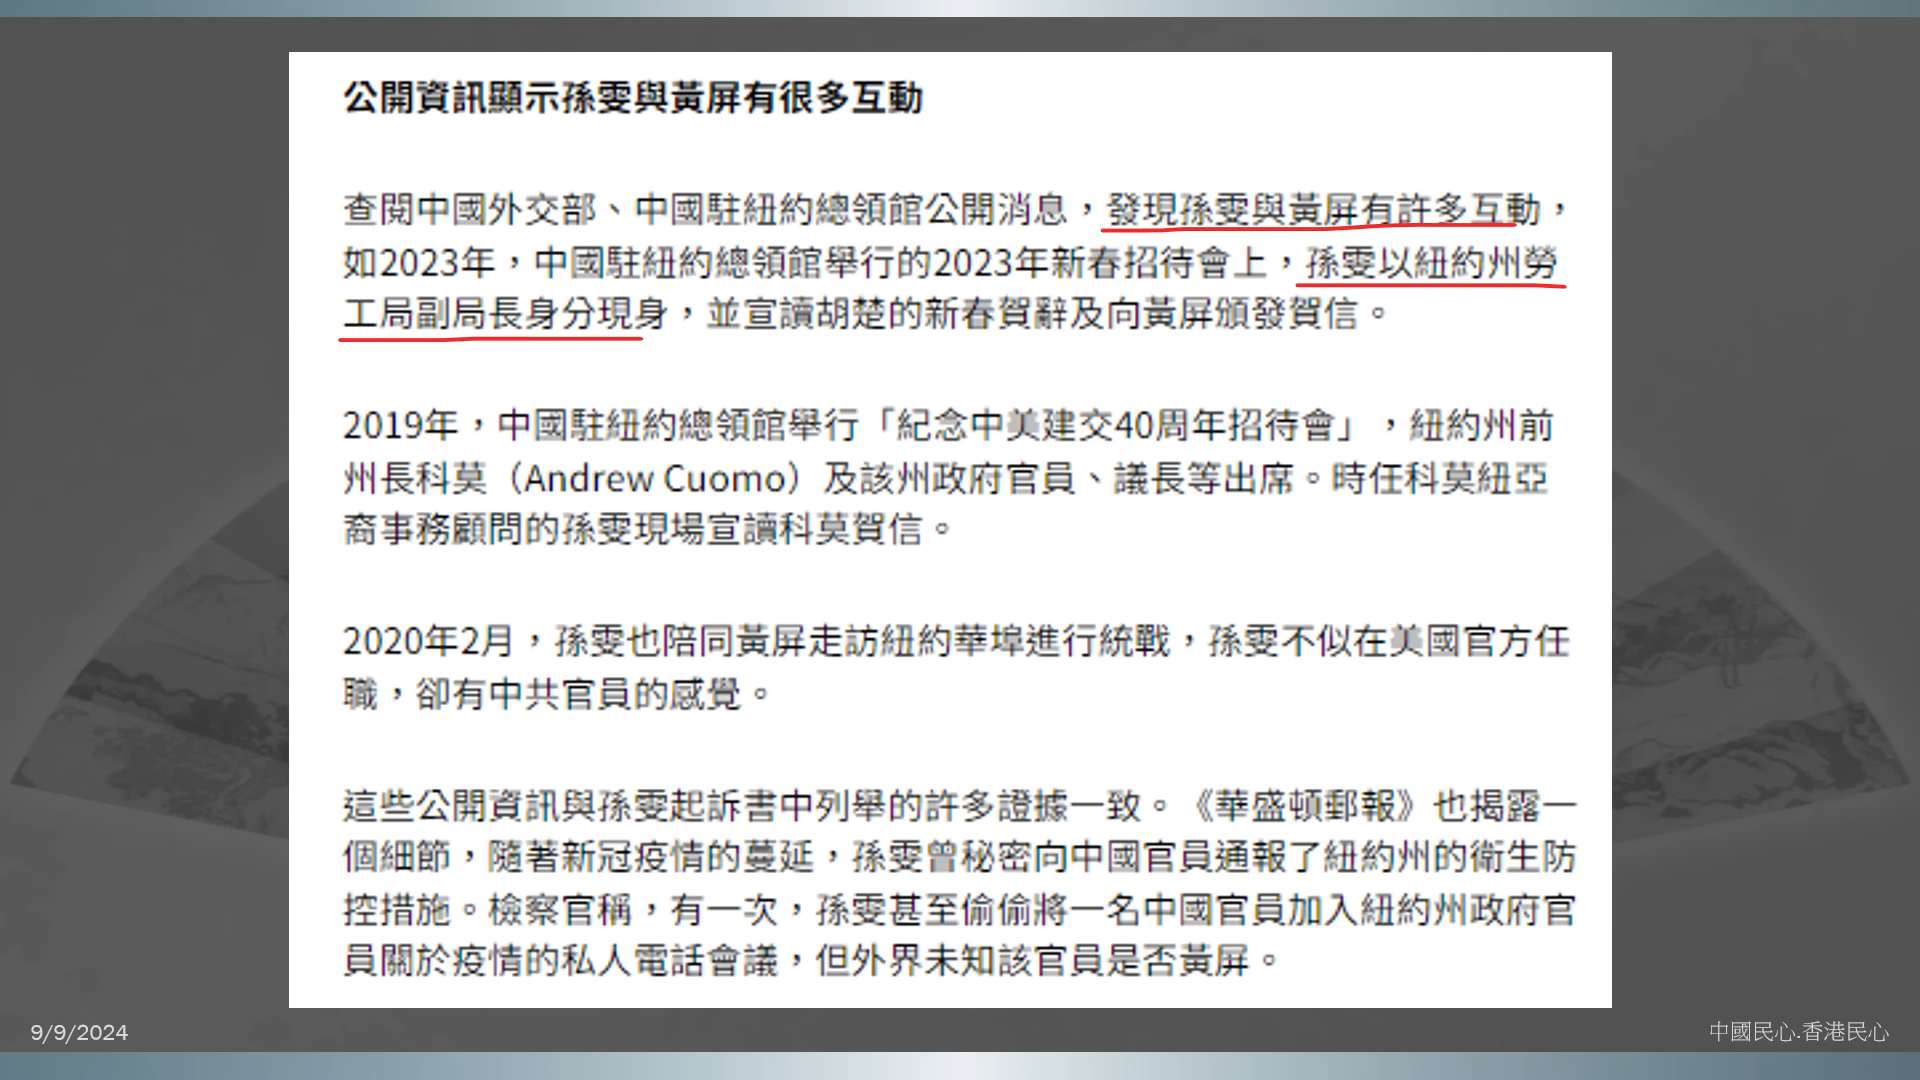 公開資訊顯示孫雯與黃屏有很多互動
查閱中國外交部、中國駐紐約總領館公開消息，發現孫雯與黃屏有許多互動，
如2023年，中國駐紐約總領館舉行的2023年新春招待會上，孫雯以紐約州勞
工局副局長身分現身，並宣讀胡楚的新春賀辭及向黃屏頒發賀信。
2019年，中國駐紐約總領館舉行「紀念中美建交40周年招待會」，紐約州前
州長科莫（Andrew Cuomo）及該州政府官員、議長等出席。時任科莫紐亞
裔事務顧問的孫雯現場宣讀科莫賀信。
2020年2月，孫雯也陪同黃屏走訪紐約華埠進行統戰，孫雯不似在美國官方任
職，卻有中共官員的感覺。
這些公開資訊與孫雯起訴書中列舉的許多證據一致。《華盛頓郵報》也揭露一
個細節，隨著新冠疫情的蔓延，孫雯曾秘密向中國官員通報了紐約州的衛生防
控措施。檢察官稱，有一次，孫雯甚至偷偷將一名中國官員加入紐約州政府官
員關於疫情的私人電話會議，但外界未知該官員是否黃屏。
9/9/2024
中國民心.香港民心